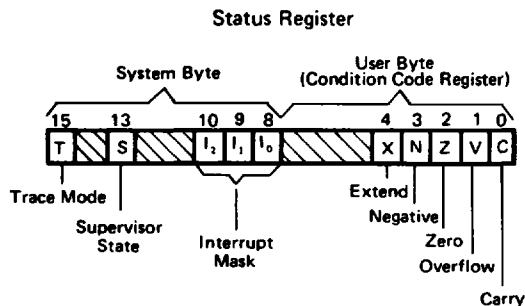 Status Register
System Byte
User Byte
(Condition Code Register)
15 13 10 9 8 4 3 2 1 0
T S I₂ I₁ I₀ X N Z V C
Trace Mode
Supervisor
State
Interrupt
Mask
Extend
Negative
Zero
Overflow
Carry